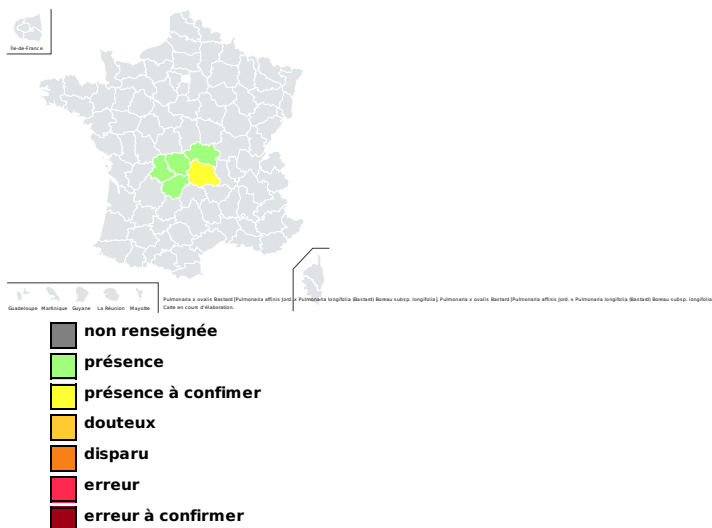 Île-de-France
Guadeloupe Martinique Guyane La Réunion Mayotte
Pulmonaria x ovalis Bastard [Pulmonaria affinis Jord. x Pulmonaria longifolia (Bastard) Boreau subsp. longifolia], Pulmonaria x ovalis Bastard [Pulmonaria affinis Jord. x Pulmonaria longifolia (Bastard) Boreau subsp. longifolia
Carte en cours d'élaboration.
non renseignée
présence
présence à confimer
douteux
disparu
erreur
erreur à confirmer